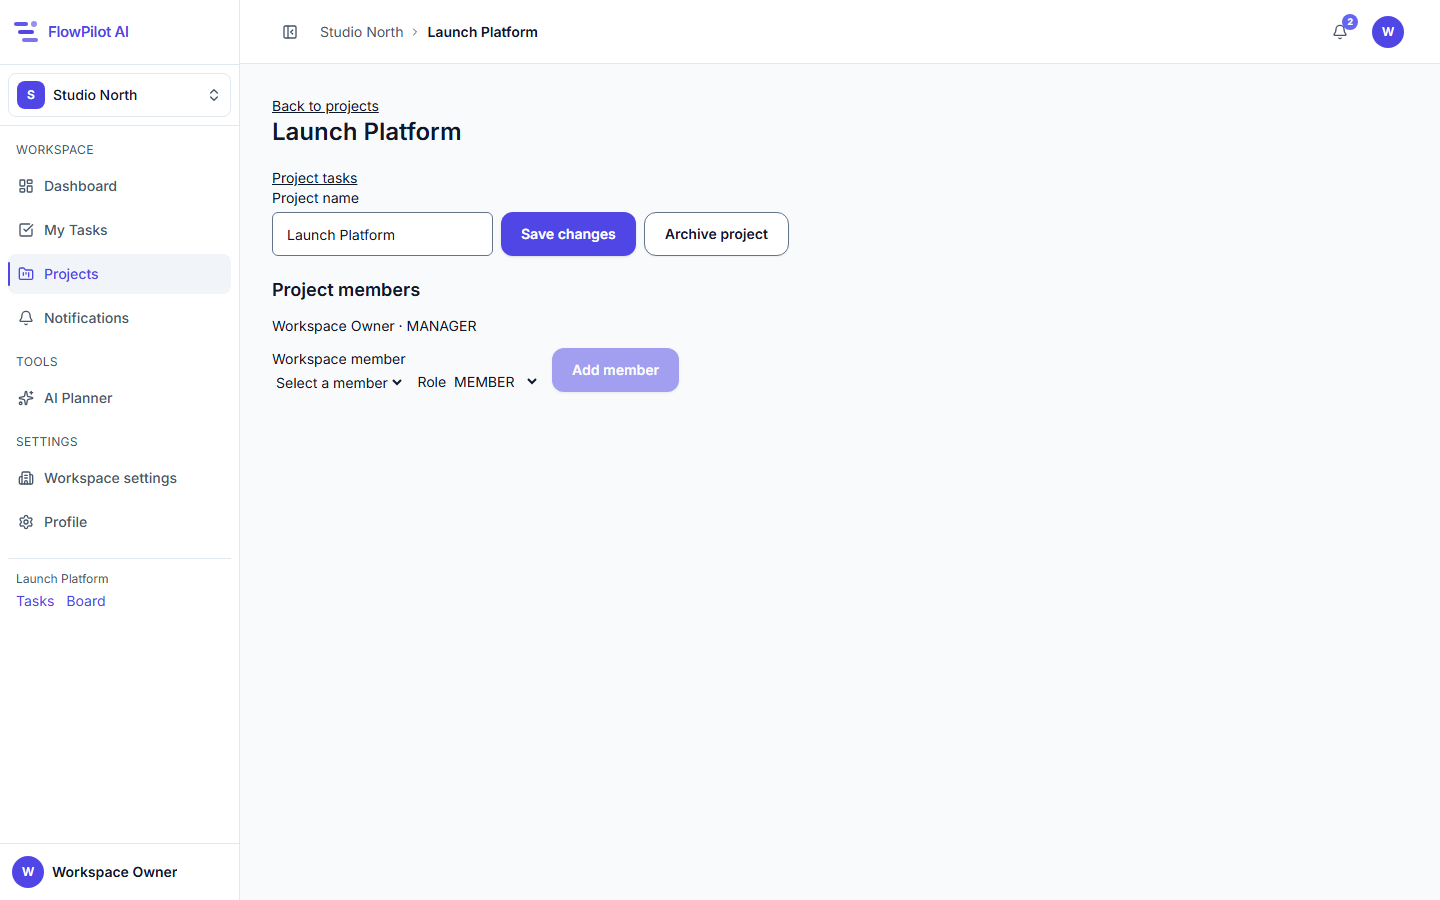 FlowPilot AI
Studio North › Launch Platform
2
W
S
Studio North
WORKSPACE
Dashboard
My Tasks
Projects
Notifications
TOOLS
AI Planner
SETTINGS
Workspace settings
Profile
Launch Platform
Tasks Board
W
Workspace Owner
Back to projects
Launch Platform
Project tasks
Project name
Launch Platform Save changes Archive project
Project members
Workspace Owner · MANAGER
Workspace member
Select a member Role MEMBER Add member